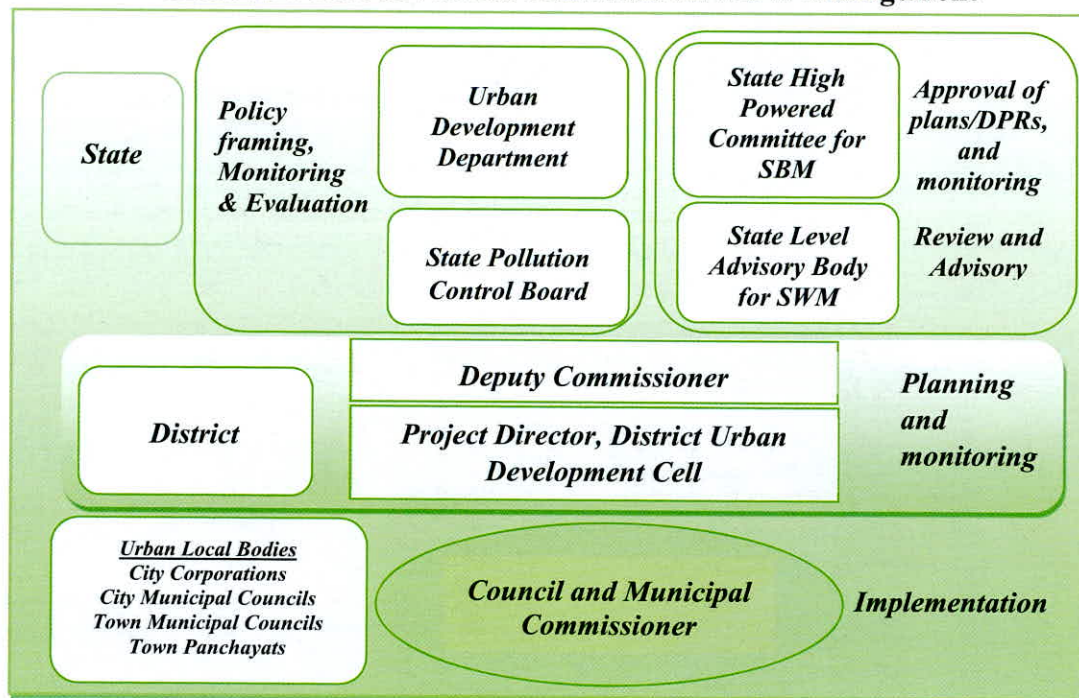 State
Policy
framing,
Monitoring
& Evaluation
Urban
Development
Department
State Pollution
Control Board
State High
Powered
Committee for
SBM
Approval of
plans/DPRs,
and
monitoring
State Level
Advisory Body
for SWM
Review and
Advisory
District
Deputy Commissioner
Project Director, District Urban
Development Cell
Planning
and
monitoring
Urban Local Bodies
City Corporations
City Municipal Councils
Town Municipal Councils
Town Panchayats
Council and Municipal
Commissioner
Implementation